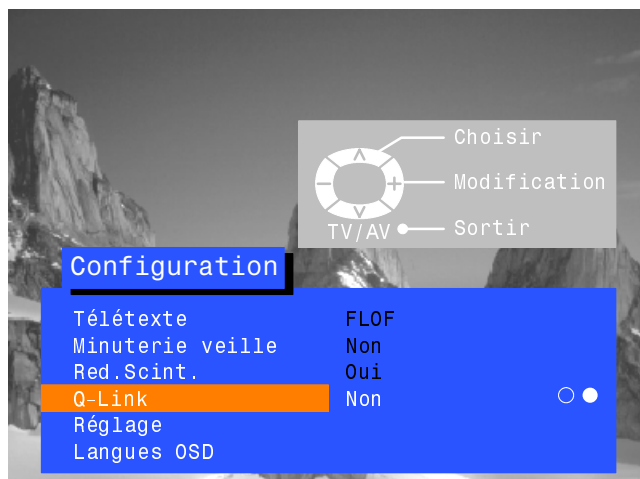 Choisir
Modification
TV/AV Sortir
Configuration
Télétexte FLOF
Minuterie veille Non
Red.Scint. Oui
Q-Link Non
Réglage
Langues OSD